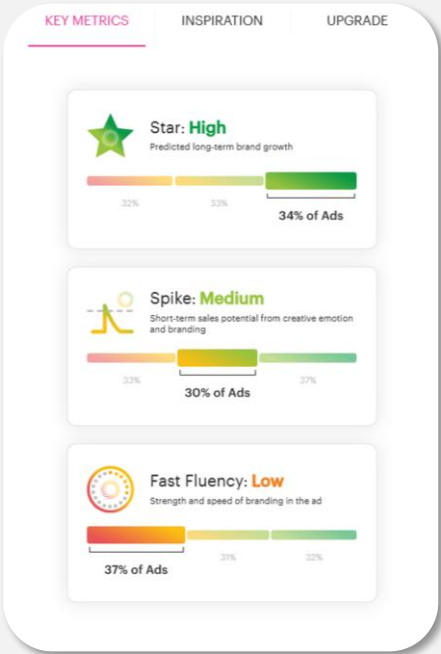 KEY METRICS INSPIRATION UPGRADE
Star: High
Predicted long-term brand growth
32% 33%
34% of Ads
Spike: Medium
Short-term sales potential from creative emotion
and branding
33% 37%
30% of Ads
Fast Fluency: Low
Strength and speed of branding in the ad
31% 32%
37% of Ads